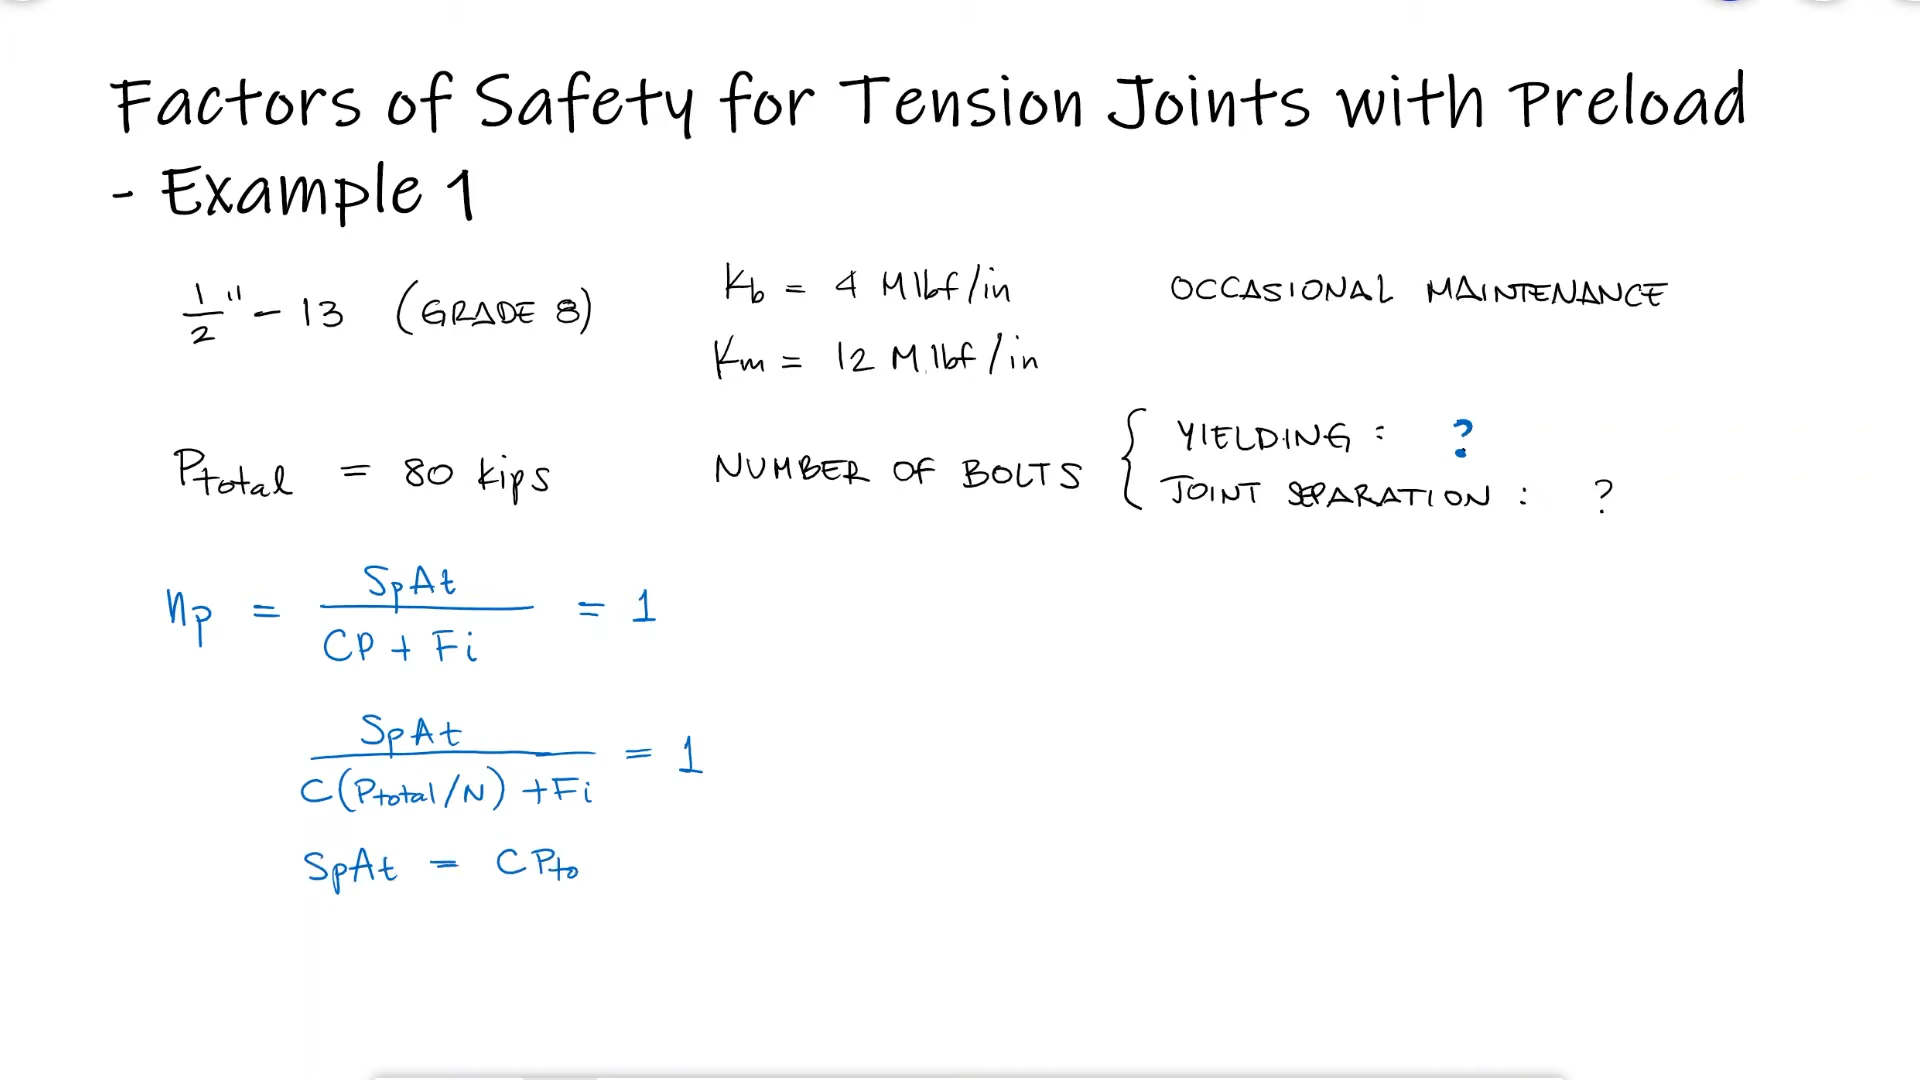 Factors of Safety for Tension Joints with Preload
- Example 1
1/2" - 13 (GRADE 8)
Kb = 4 Mlbf/in
Km = 12 Mlbf/in
OCCASIONAL MAINTENANCE
Ptotal = 80 kips
NUMBER OF BOLTS { YIELDING : ?
JOINT SEPARATION : ?
np = SpAt / CP + Fi = 1
SpAt / C(Ptotal/N) + Fi = 1
SpAt = CPto